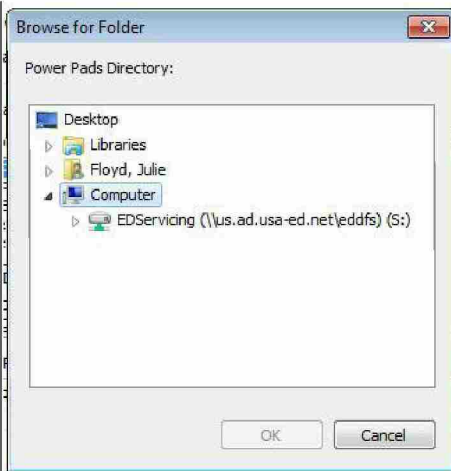 Browse for Folder
Power Pads Directory:
Desktop
Libraries
Floyd, Julie
Computer
EDServicing (\\us.ad.usa-ed.net\eddfs) (S:)
OK
Cancel